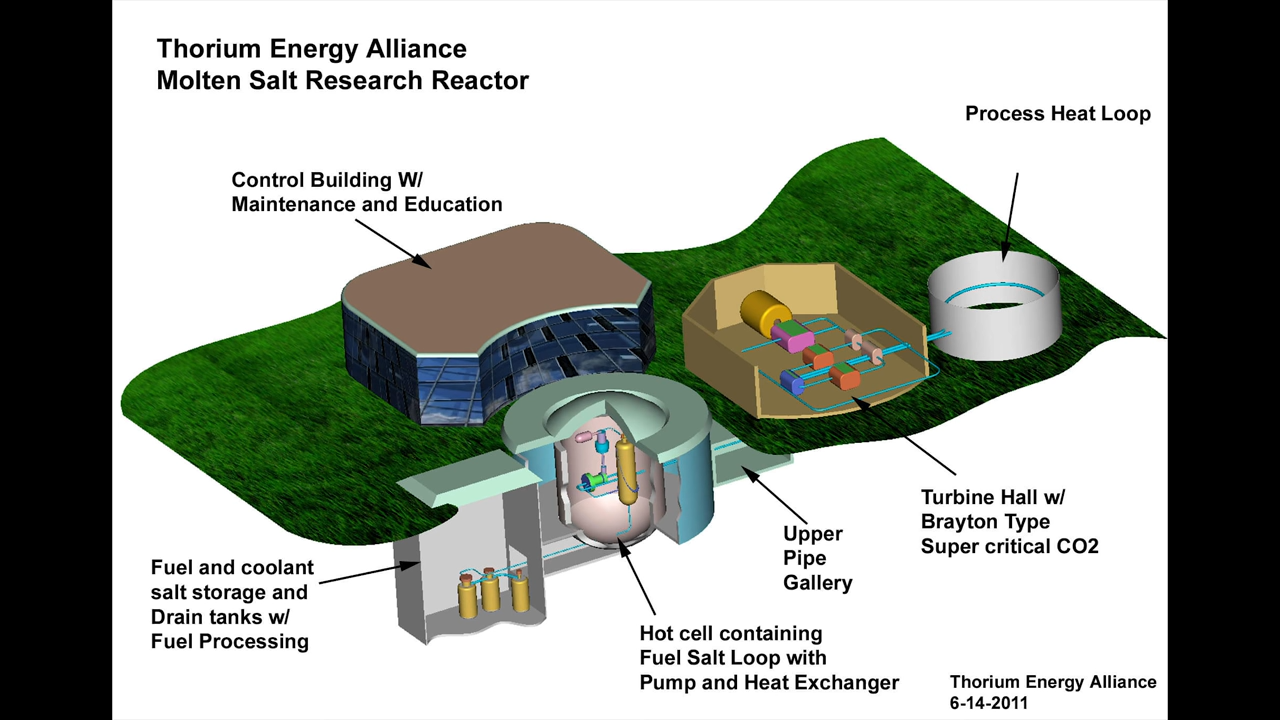 Thorium Energy Alliance
Molten Salt Research Reactor
Process Heat Loop
Control Building W/
Maintenance and Education
Turbine Hall w/
Brayton Type
Super critical CO2
Upper
Pipe
Gallery
Fuel and coolant
salt storage and
Drain tanks w/
Fuel Processing
Hot cell containing
Fuel Salt Loop with
Pump and Heat Exchanger
Thorium Energy Alliance
6-14-2011